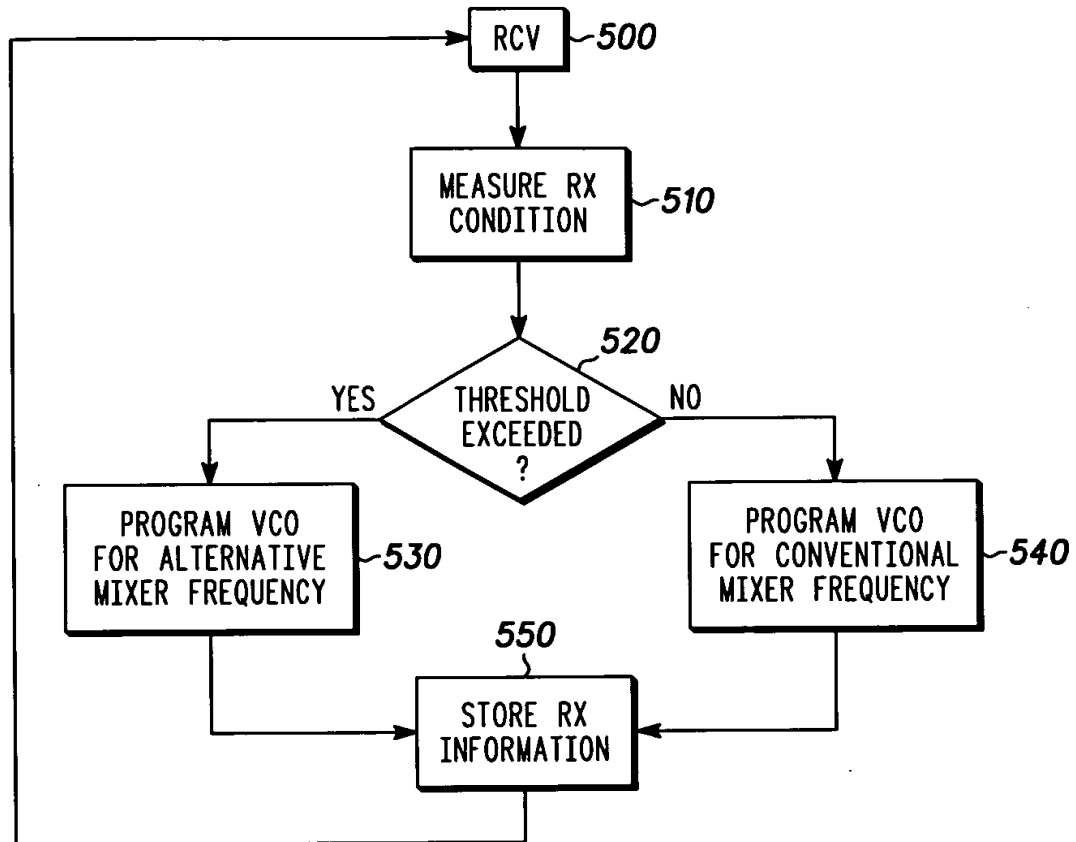 RCV
500
MEASURE RX
CONDITION
510
520
YES
THRESHOLD
EXCEEDED
?
NO
PROGRAM VCO
FOR ALTERNATIVE
MIXER FREQUENCY
530
PROGRAM VCO
FOR CONVENTIONAL
MIXER FREQUENCY
540
550
STORE RX
INFORMATION